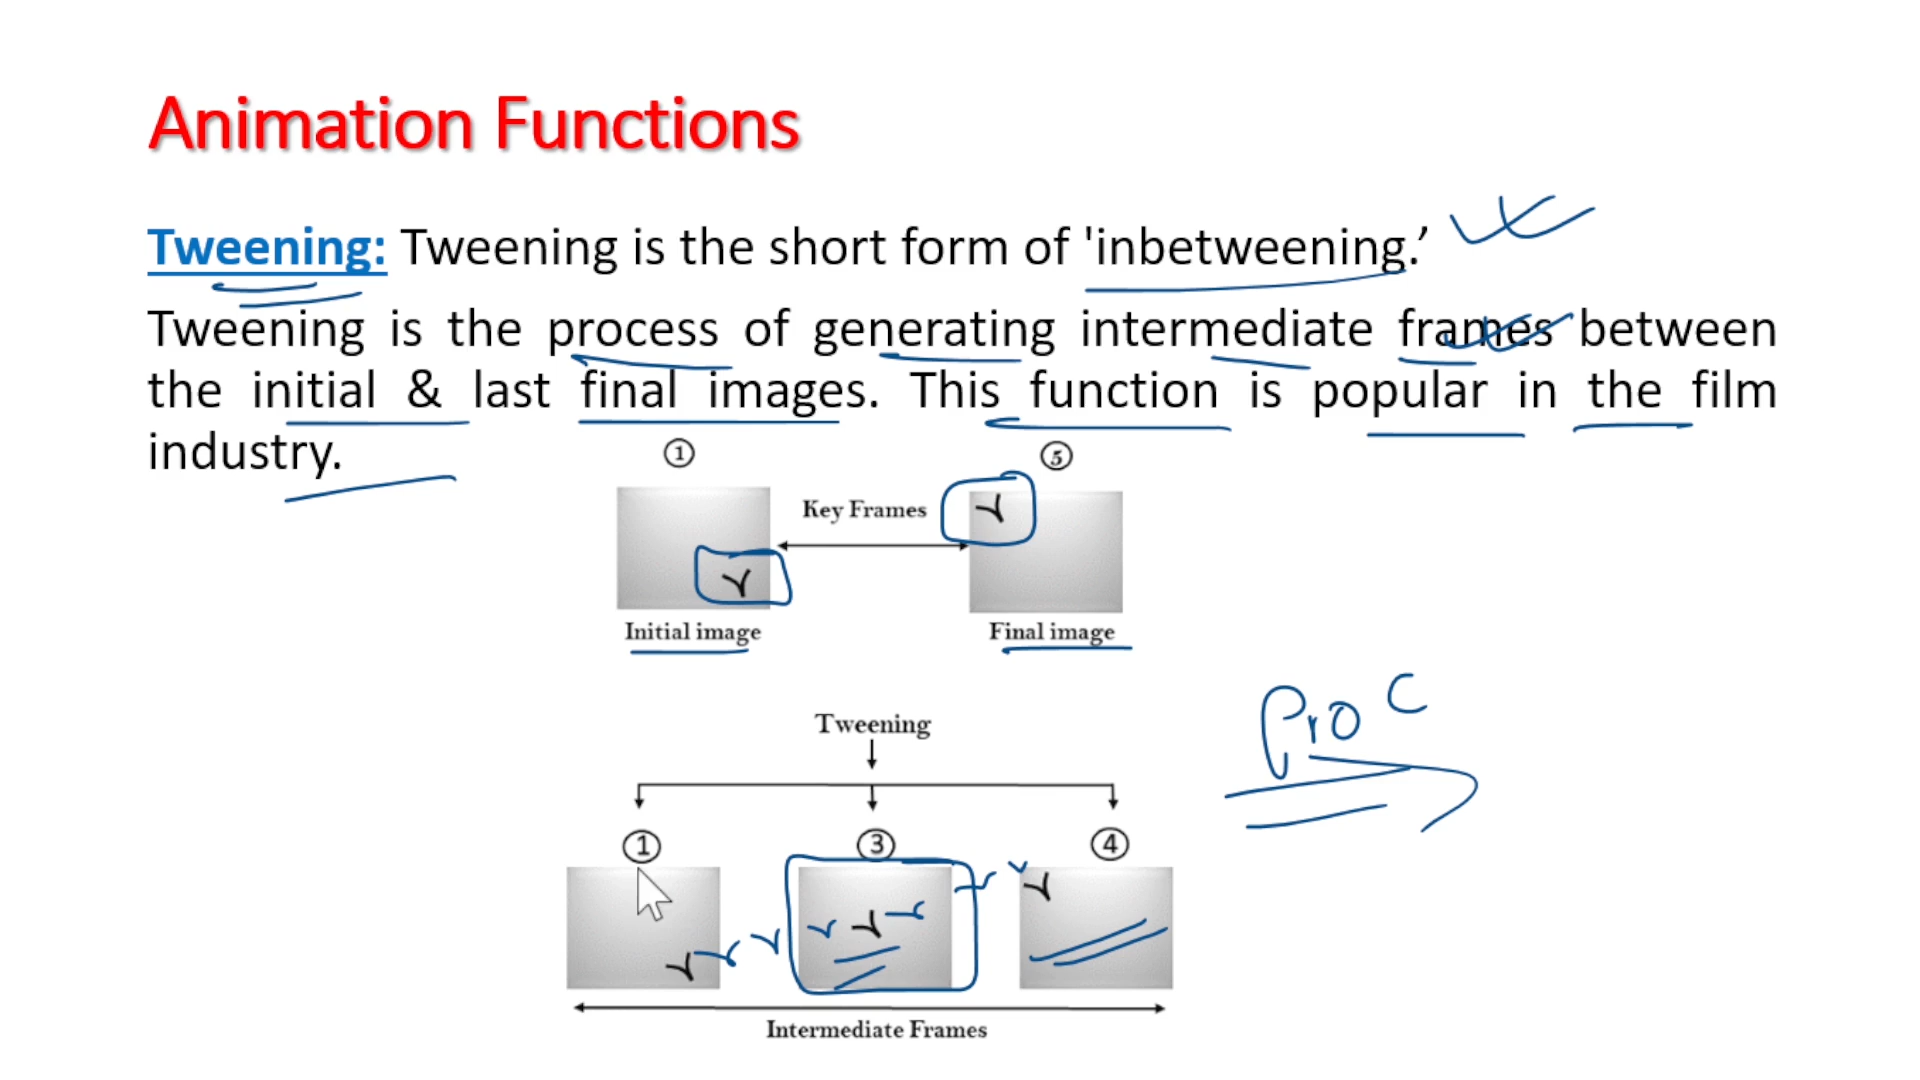 Animation Functions
Tweening: Tweening is the short form of 'inbetweening.’
Tweening is the process of generating intermediate frames between
the initial & last final images. This function is popular in the film
industry.
① ⑤
Key Frames
Initial image Final image
Tweening
Proc
① ③ ④
Intermediate Frames